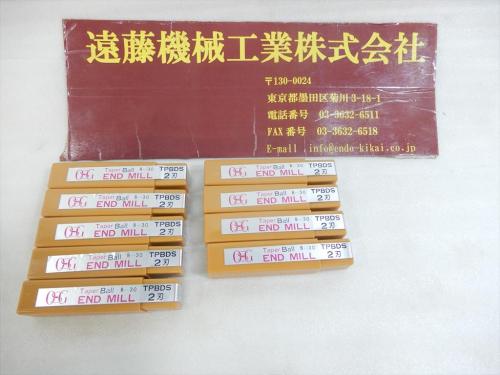 遠藤機械工業株式会社
〒130-0024
東京都墨田区菊川3-18-1
電話番号 03-3632-6511
FAX番号 03-3632-6518
E-mail info@endo-kikai.co.jp
OSG Taper Ball R-30 TPBDS
END MILL 2刃
OSG Taper Ball R-30 TPBDS
END MILL 2刃
OSG Taper Ball R-30 TPBDS
END MILL 2刃
OSG Taper Ball R-30 TPBDS
END MILL 2刃
OSG Taper Ball R-30 TPBDS
END MILL 2刃
OSG Taper Ball R-30 TPBDS
END MILL 2刃
OSG Taper Ball R-30 TPBDS
END MILL 2刃
OSG Taper Ball R-30 TPBDS
END MILL 2刃
OSG Taper Ball R-30 TPBDS
END MILL 2刃